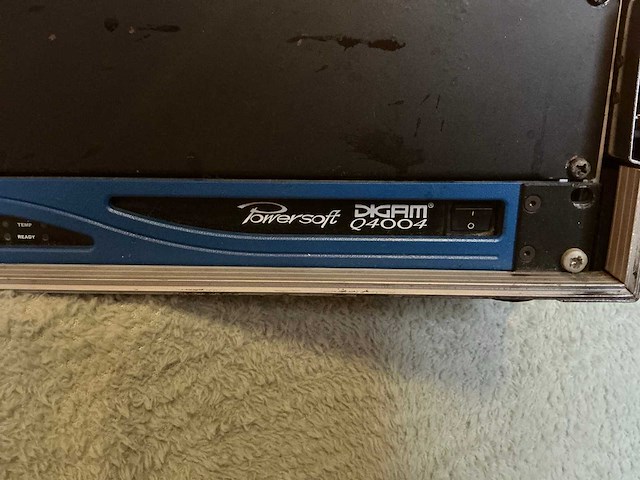 TEMP
READY
Powersoft DIGAM®
Q4004
I
O